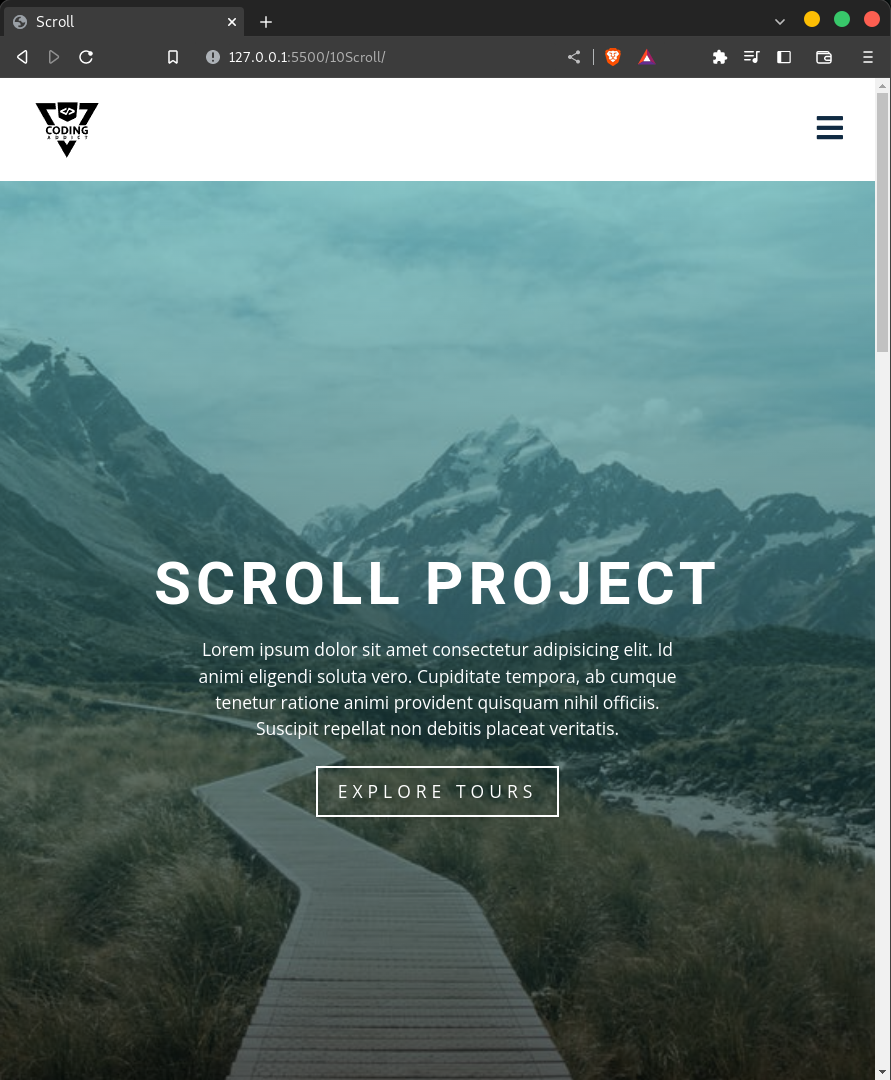 Scroll
127.0.0.1:5500/10Scroll/
</>
CODING
ADDICT
SCROLL PROJECT
Lorem ipsum dolor sit amet consectetur adipisicing elit. Id
animi eligendi soluta vero. Cupiditate tempora, ab cumque
tenetur ratione animi provident quisquam nihil officiis.
Suscipit repellat non debitis placeat veritatis.
EXPLORE TOURS